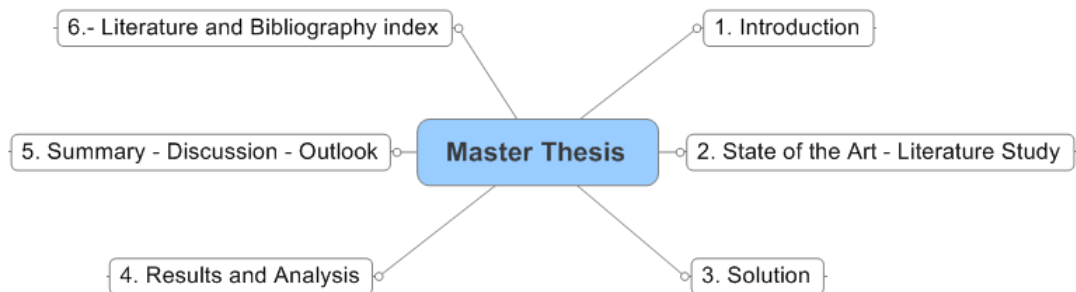 6.- Literature and Bibliography index
1. Introduction
5. Summary - Discussion - Outlook
Master Thesis
2. State of the Art - Literature Study
4. Results and Analysis
3. Solution